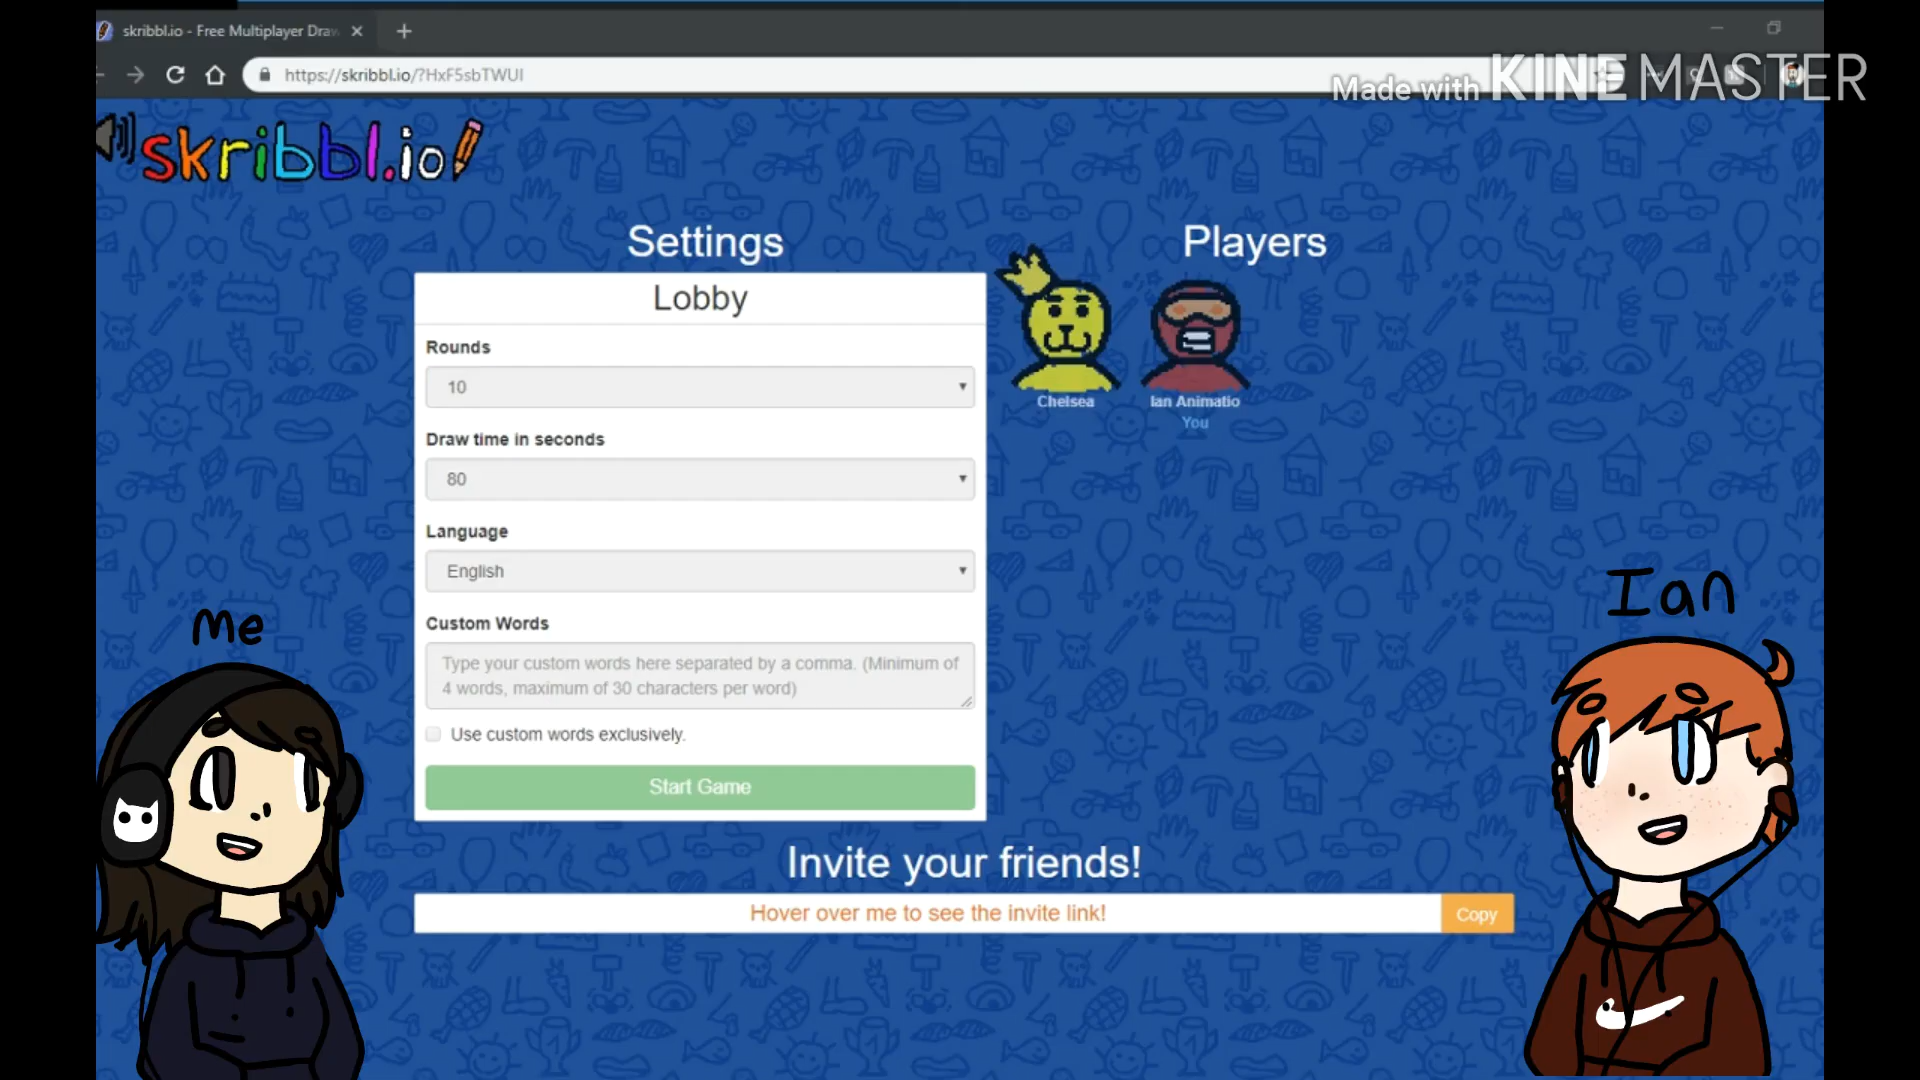 skribbl.io - Free Multiplayer Draw
https://skribbl.io/?HxF5sbTWUI
Made with KINEMASTER
skribbl.io
Settings
Players
Lobby
Rounds
10
Chelsea
Ian Animatio
You
Draw time in seconds
80
Language
English
Custom Words
Type your custom words here separated by a comma. (Minimum of
4 words, maximum of 30 characters per word)
Use custom words exclusively.
Start Game
Me
Ian
Invite your friends!
Hover over me to see the invite link!
Copy